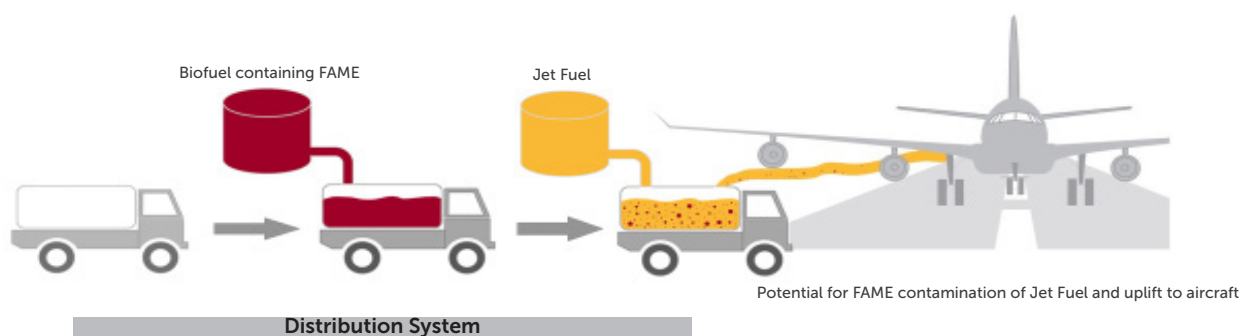 Biofuel containing FAME
Jet Fuel
Potential for FAME contamination of Jet Fuel and uplift to aircraft
Distribution System